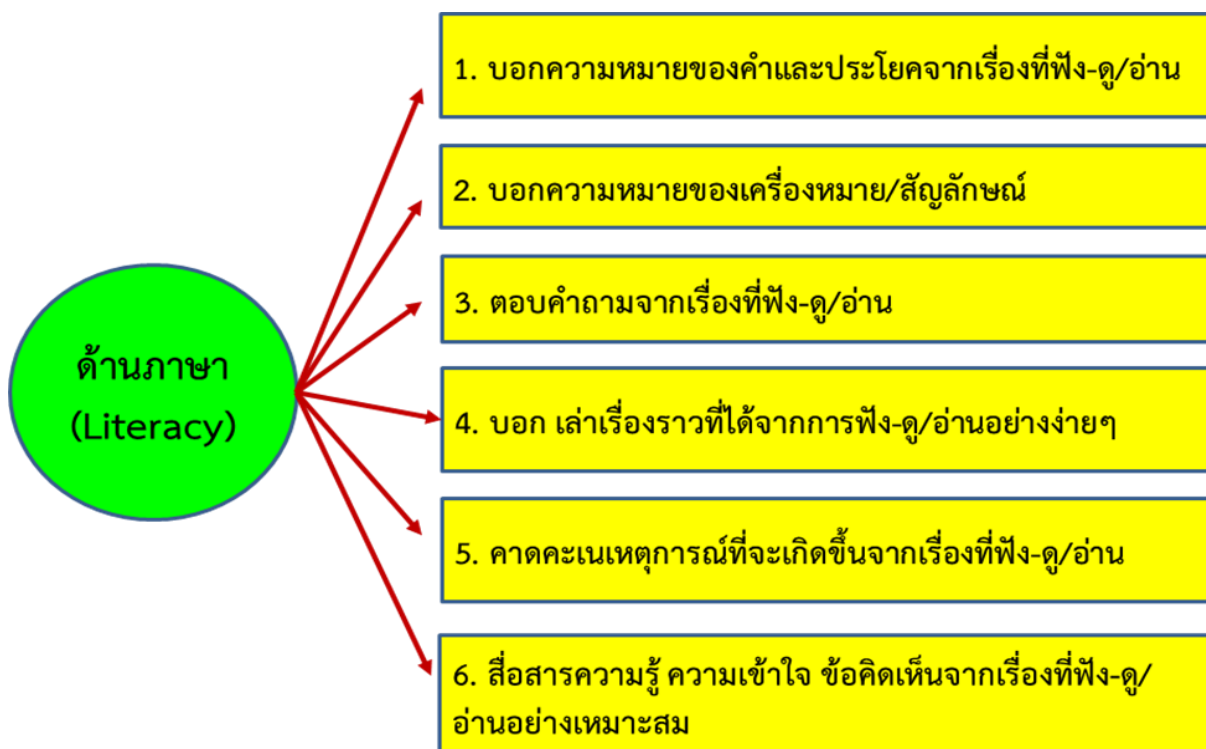 ด้านภาษา
(Literacy)
1. บอกความหมายของคำและประโยคจากเรื่องที่ฟัง-ดู/อ่าน
2. บอกความหมายของเครื่องหมาย/สัญลักษณ์
3. ตอบคำถามจากเรื่องที่ฟัง-ดู/อ่าน
4. บอก เล่าเรื่องราวที่ได้จากการฟัง-ดู/อ่านอย่างง่ายๆ
5. คาดคะเนเหตุการณ์ที่จะเกิดขึ้นจากเรื่องที่ฟัง-ดู/อ่าน
6. สื่อสารความรู้ ความเข้าใจ ข้อคิดเห็นจากเรื่องที่ฟัง-ดู/
อ่านอย่างเหมาะสม